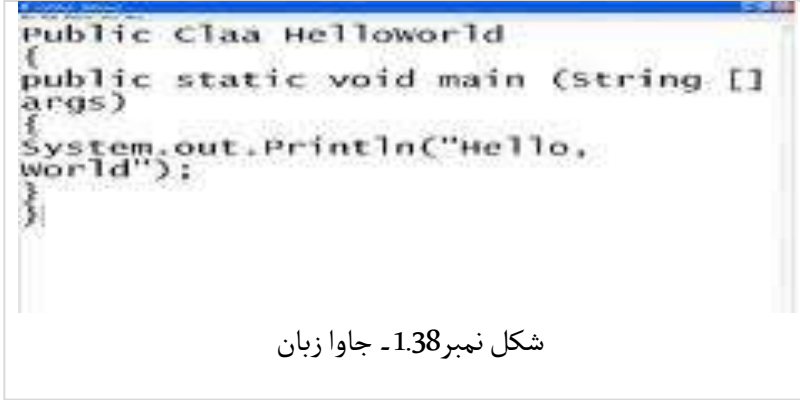 Public Claa HelloWorld
{
public static void main (String []
args)
{
System.out.Println("Hello,
World");
}
}
شکل نمبر1.38۔ جاوا زبان